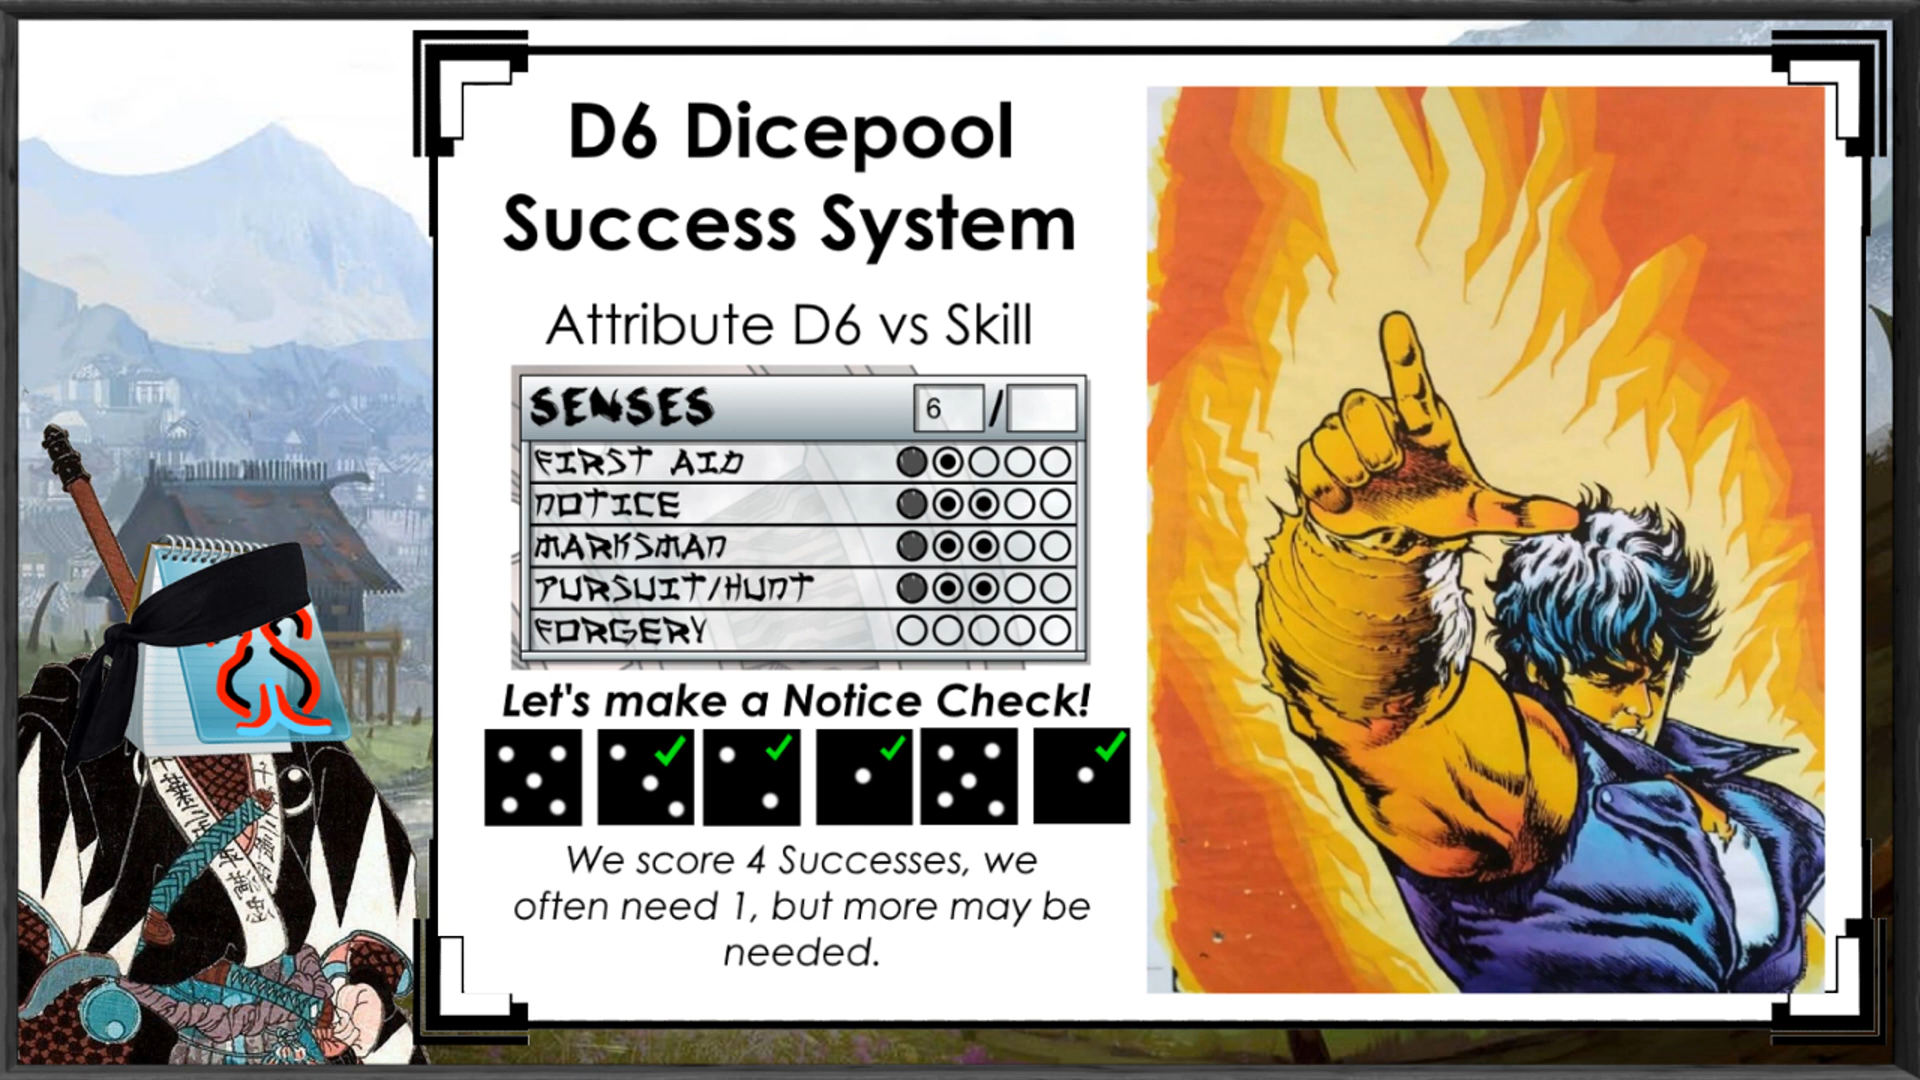 D6 Dicepool
Success System
Attribute D6 vs Skill
SENSES 6 /
FIRST AID
NOTICE
MARKSMAN
PURSUIT/HUNT
FORGERY
Let's make a Notice Check!
We score 4 Successes, we
often need 1, but more may be
needed.